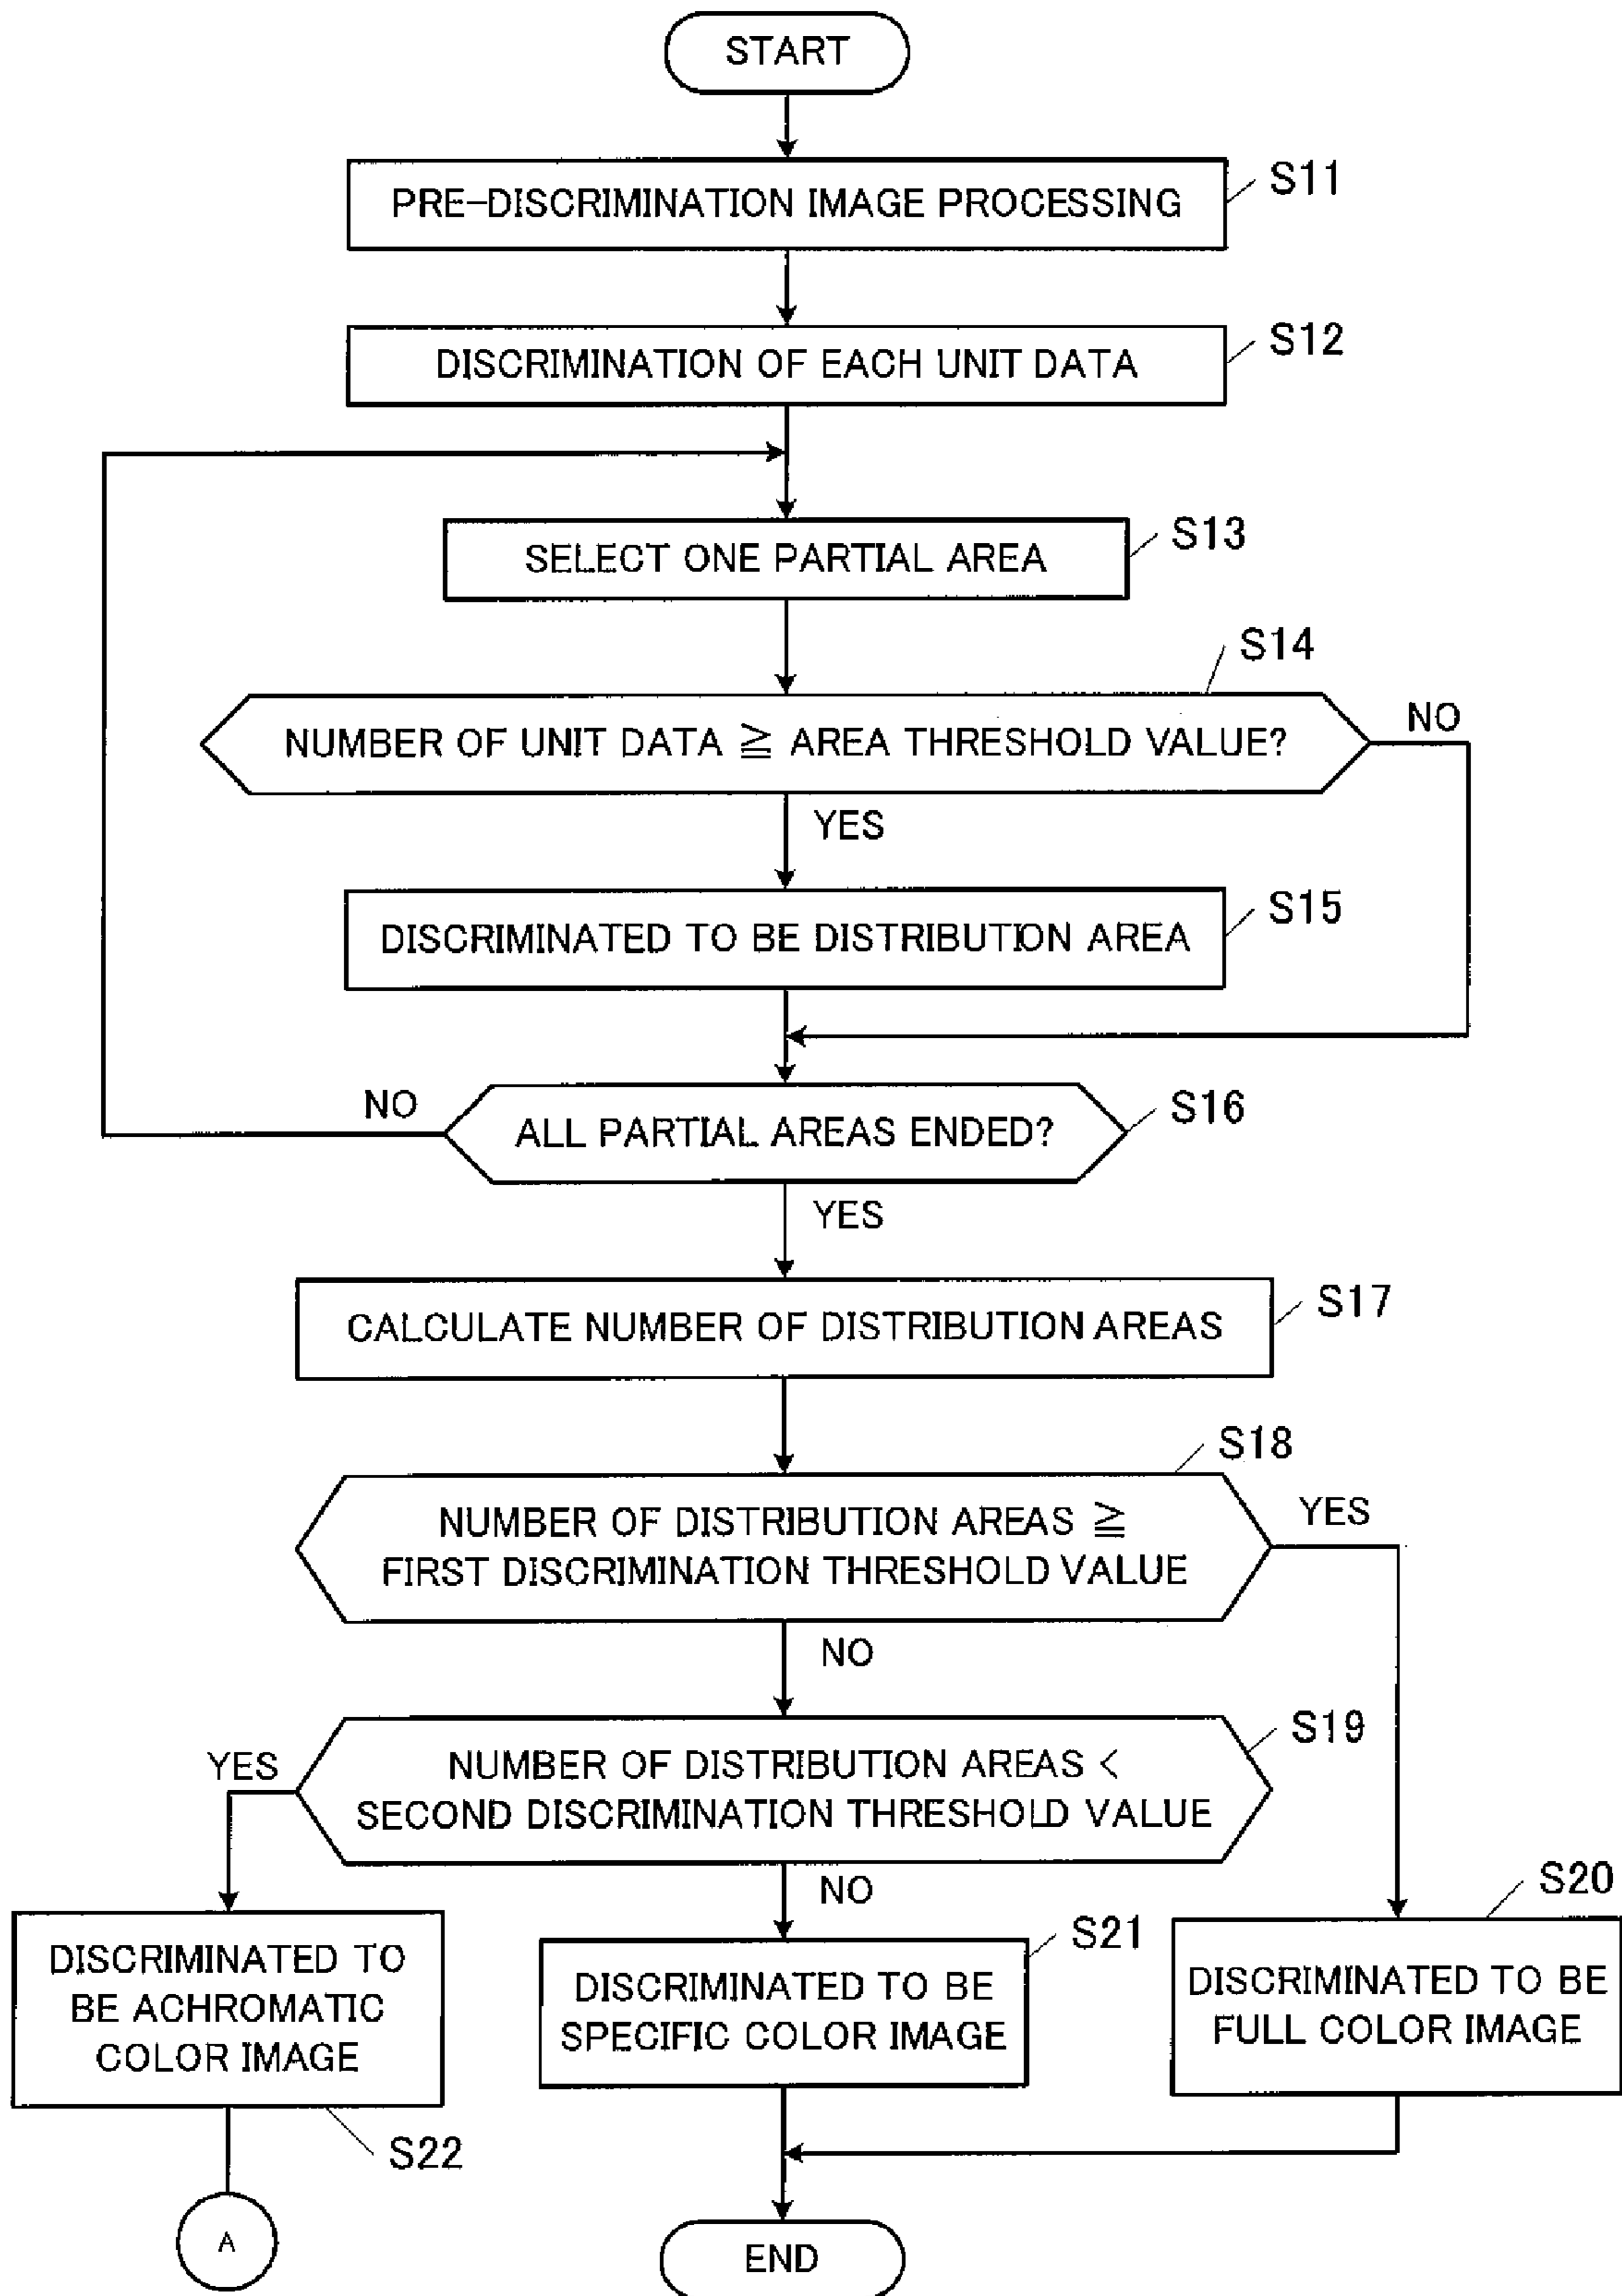 START
PRE-DISCRIMINATION IMAGE PROCESSING
S11
DISCRIMINATION OF EACH UNIT DATA
S12
SELECT ONE PARTIAL AREA
S13
S14
NUMBER OF UNIT DATA ≧ AREA THRESHOLD VALUE?
NO
YES
DISCRIMINATED TO BE DISTRIBUTION AREA
S15
NO
ALL PARTIAL AREAS ENDED?
S16
YES
CALCULATE NUMBER OF DISTRIBUTION AREAS
S17
S18
NUMBER OF DISTRIBUTION AREAS ≧
FIRST DISCRIMINATION THRESHOLD VALUE
YES
NO
S19
YES
NUMBER OF DISTRIBUTION AREAS <
SECOND DISCRIMINATION THRESHOLD VALUE
NO
S20
DISCRIMINATED TO
BE ACHROMATIC
COLOR IMAGE
S22
S21
DISCRIMINATED TO BE
SPECIFIC COLOR IMAGE
DISCRIMINATED TO BE
FULL COLOR IMAGE
A
END